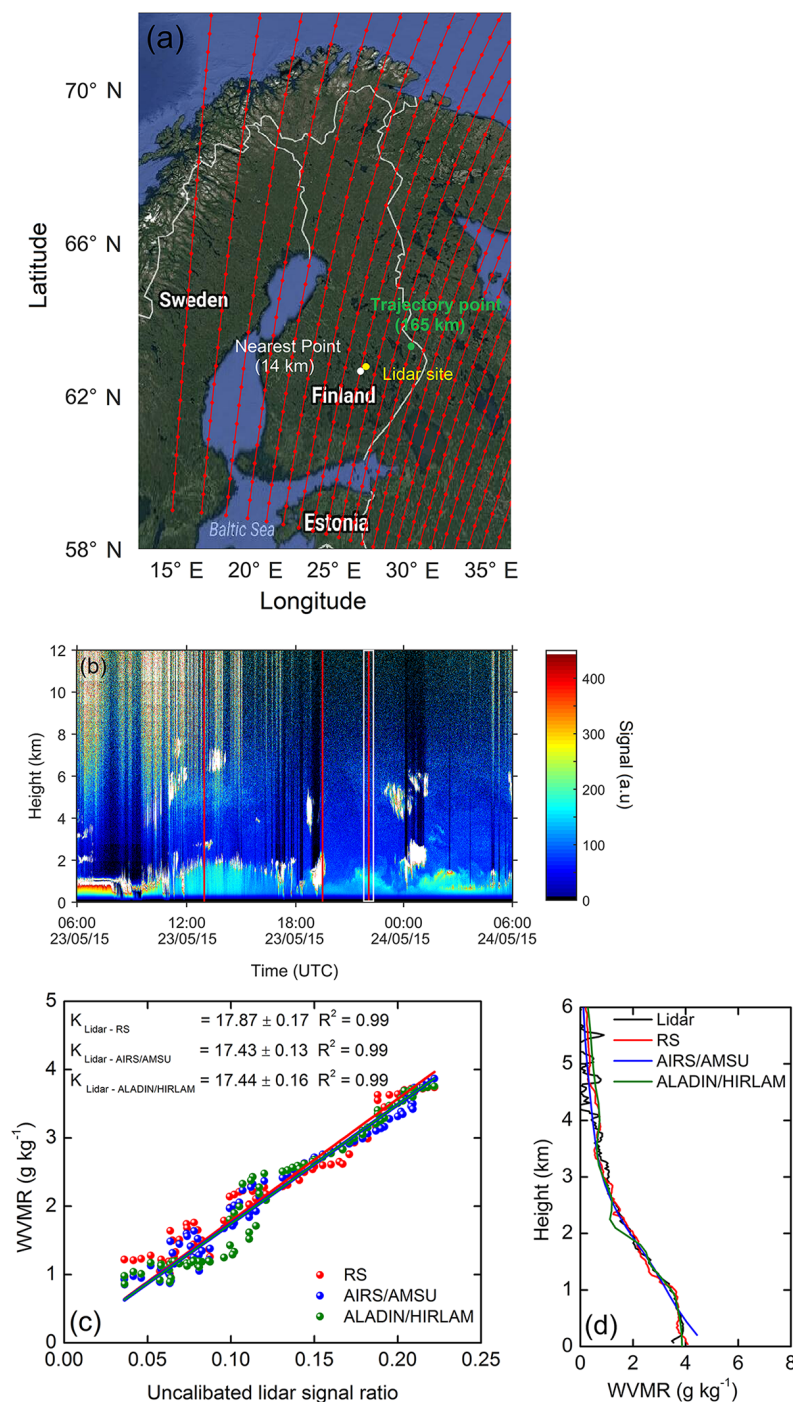 (a)
70° N
66° N
62° N
58° N
Latitude
Sweden
Trajectory point
(165 km)
Nearest Point
(14 km)
Lidar site
Finland
Baltic Sea
Estonia
15° E 20° E 25° E 30° E 35° E
Longitude
(b)
12
10
8
6
4
2
0
Height (km)
400
300
200
100
0
Signal (a.u)
06:00 12:00 18:00 00:00 06:00
23/05/15 23/05/15 23/05/15 24/05/15 24/05/15
Time (UTC)
5
4
3
2
1
0
WVMR (g kg-1)
K Lidar - RS = 17.87 ± 0.17 R2 = 0.99
K Lidar - AIRS/AMSU = 17.43 ± 0.13 R2 = 0.99
K Lidar - ALADIN/HIRLAM = 17.44 ± 0.16 R2 = 0.99
RS
AIRS/AMSU
ALADIN/HIRLAM
(c)
0.00 0.05 0.10 0.15 0.20 0.25
Uncalibated lidar signal ratio
6
5
4
3
2
1
0
Height (km)
Lidar
RS
AIRS/AMSU
ALADIN/HIRLAM
(d)
0 2 4 6 8
WVMR (g kg-1)